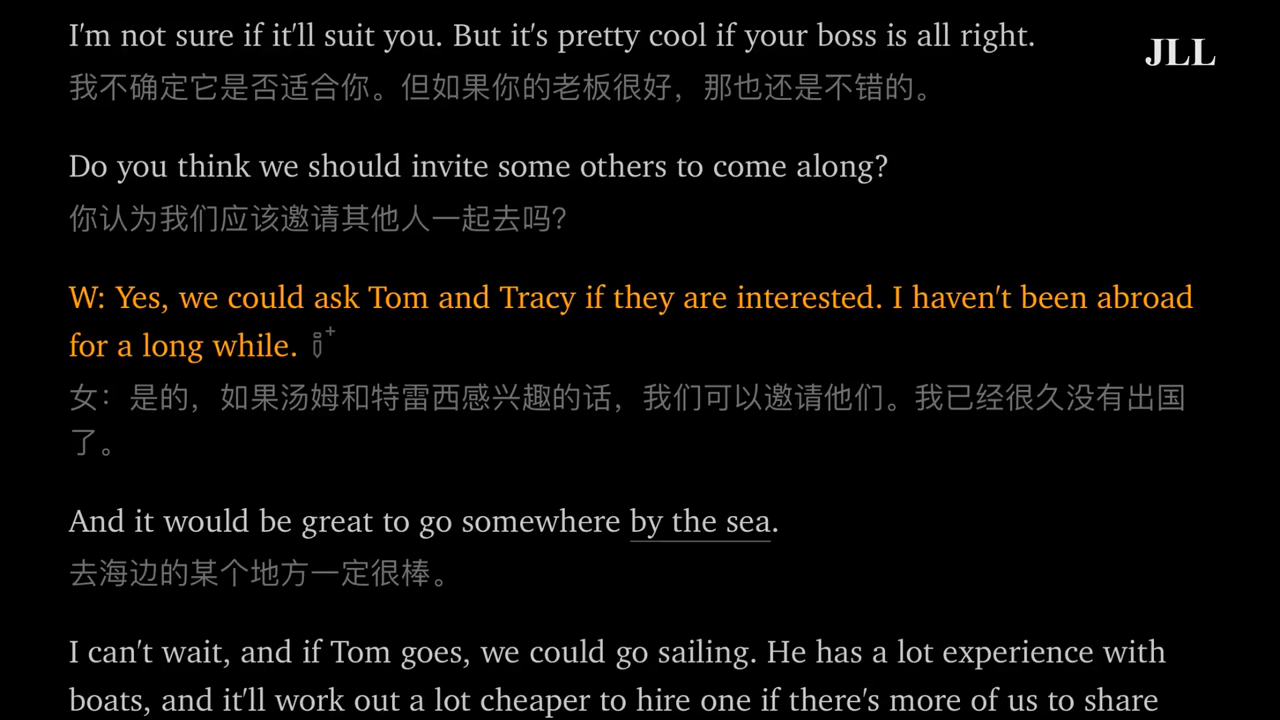 I'm not sure if it'll suit you. But it's pretty cool if your boss is all right.
JLL
我不确定它是否适合你。但如果你的老板很好，那也还是不错的。
Do you think we should invite some others to come along?
你认为我们应该邀请其他人一起去吗？
W: Yes, we could ask Tom and Tracy if they are interested. I haven't been abroad
for a long while.
女：是的，如果汤姆和特雷西感兴趣的话，我们可以邀请他们。我已经很久没有出国
了。
And it would be great to go somewhere by the sea.
去海边的某个地方一定很棒。
I can't wait, and if Tom goes, we could go sailing. He has a lot experience with
boats, and it'll work out a lot cheaper to hire one if there's more of us to share